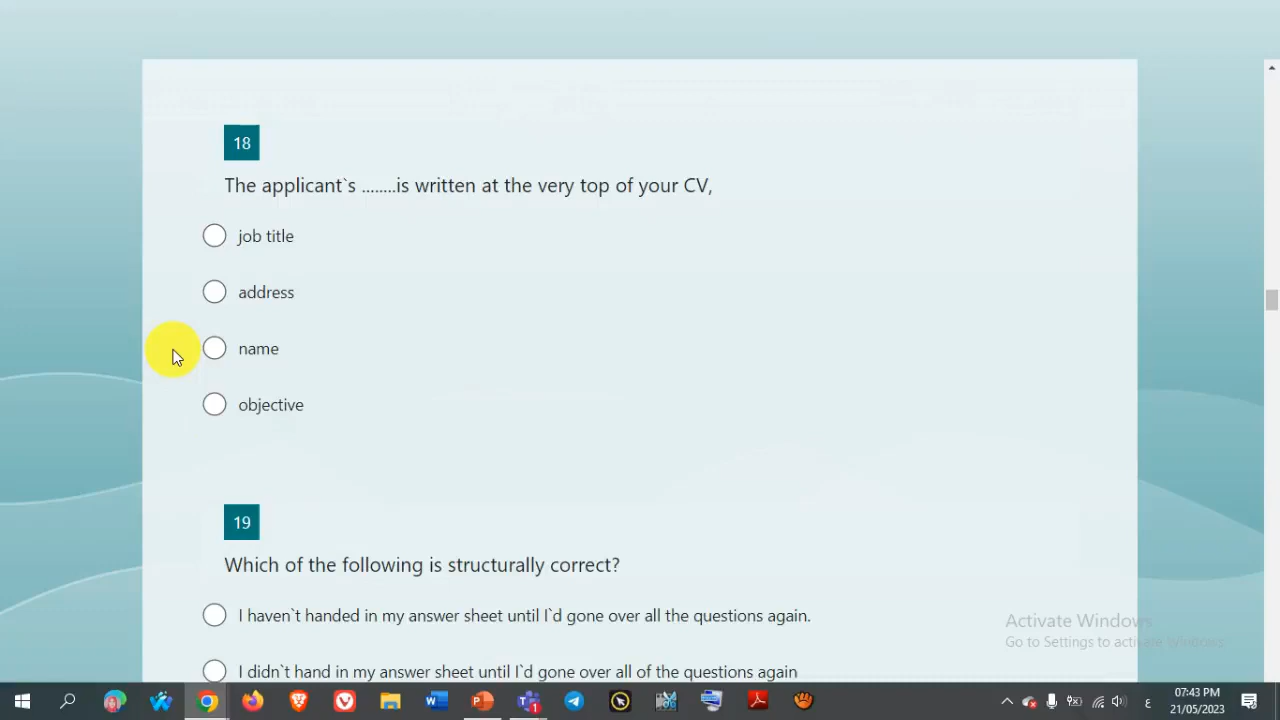 18
The applicant`s ........is written at the very top of your CV,
job title
address
name
objective
19
Which of the following is structurally correct?
I haven`t handed in my answer sheet until I`d gone over all the questions again.
I didn`t hand in my answer sheet until I`d gone over all of the questions again
Activate Windows
Go to Settings to activate Windows.
ع
07:43 PM
21/05/2023